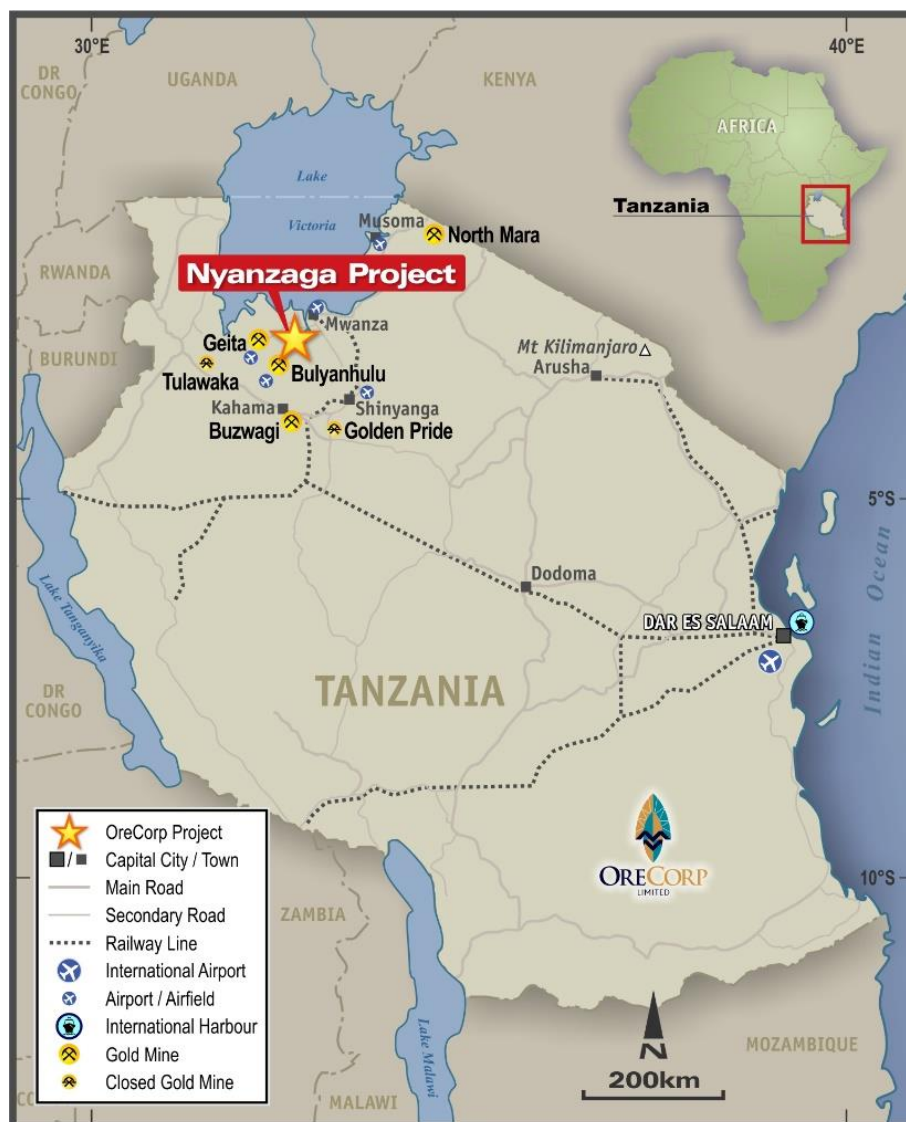 30°E
40°E
DR
CONGO
UGANDA
KENYA
AFRICA
Tanzania
Lake
Victoria
Musoma
North Mara
RWANDA
Nyanzaga Project
Mwanza
Geita
BURUNDI
Mt Kilimanjaro
Arusha
Tulawaka
Bulyanhulu
Kahama
Shinyanga
Buzwagi
Golden Pride
5°S
Dodoma
Lake Tanganyika
DAR ES SALAAM
Indian Ocean
TANZANIA
DR
CONGO
ORECORP
LIMITED
10°S
OreCorp Project
Capital City / Town
Main Road
Secondary Road
Railway Line
International Airport
Airport / Airfield
International Harbour
Gold Mine
Closed Gold Mine
ZAMBIA
Lake Malawi
MALAWI
N
200km
MOZAMBIQUE